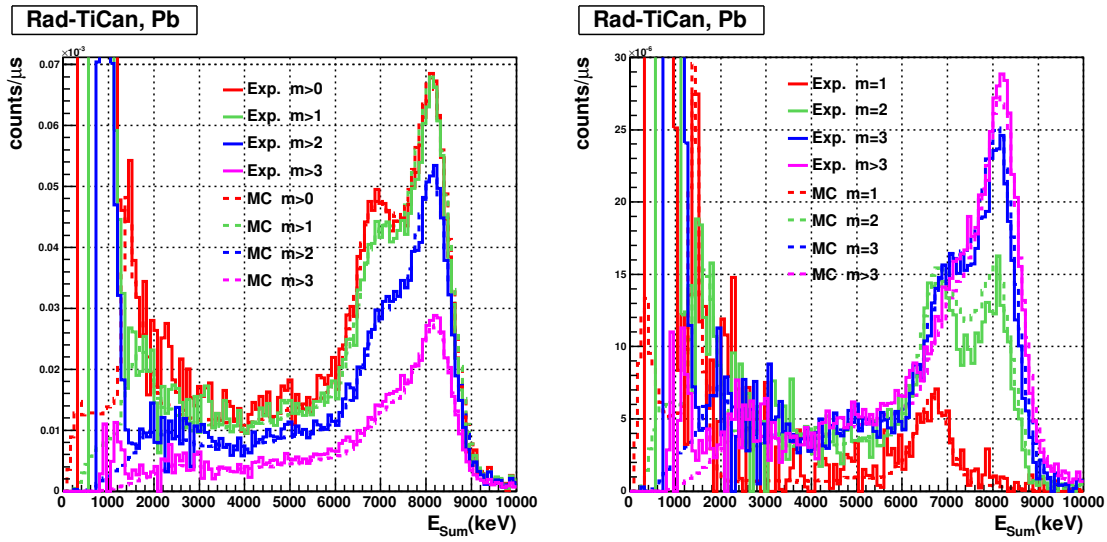 Rad-TiCan, Pb
×10⁻³
counts/μs
0.07
0.06
0.05
0.04
0.03
0.02
0.01
0
Exp. m>0
Exp. m>1
Exp. m>2
Exp. m>3
MC m>0
MC m>1
MC m>2
MC m>3
0 1000 2000 3000 4000 5000 6000 7000 8000 9000 10000
E_Sum(keV)
Rad-TiCan, Pb
×10⁻⁶
counts/μs
30
25
20
15
10
5
0
Exp. m=1
Exp. m=2
Exp. m=3
Exp. m>3
MC m=1
MC m=2
MC m=3
MC m>3
0 1000 2000 3000 4000 5000 6000 7000 8000 9000 10000
E_Sum(keV)